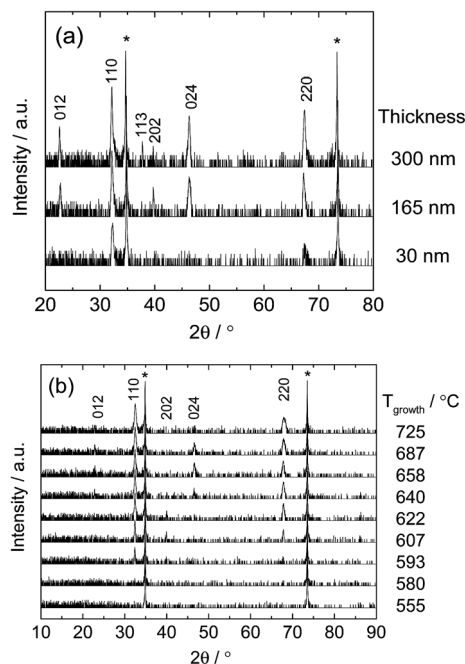 (a)
*
*
012
110
113
202
024
220
Thickness
300 nm
165 nm
30 nm
Intensity / a.u.
20 30 40 50 60 70 80
2θ / °
(b)
*
*
012
110
202
024
220
Tgrowth / °C
725
687
658
640
622
607
593
580
555
Intensity / a.u.
10 20 30 40 50 60 70 80 90
2θ / °